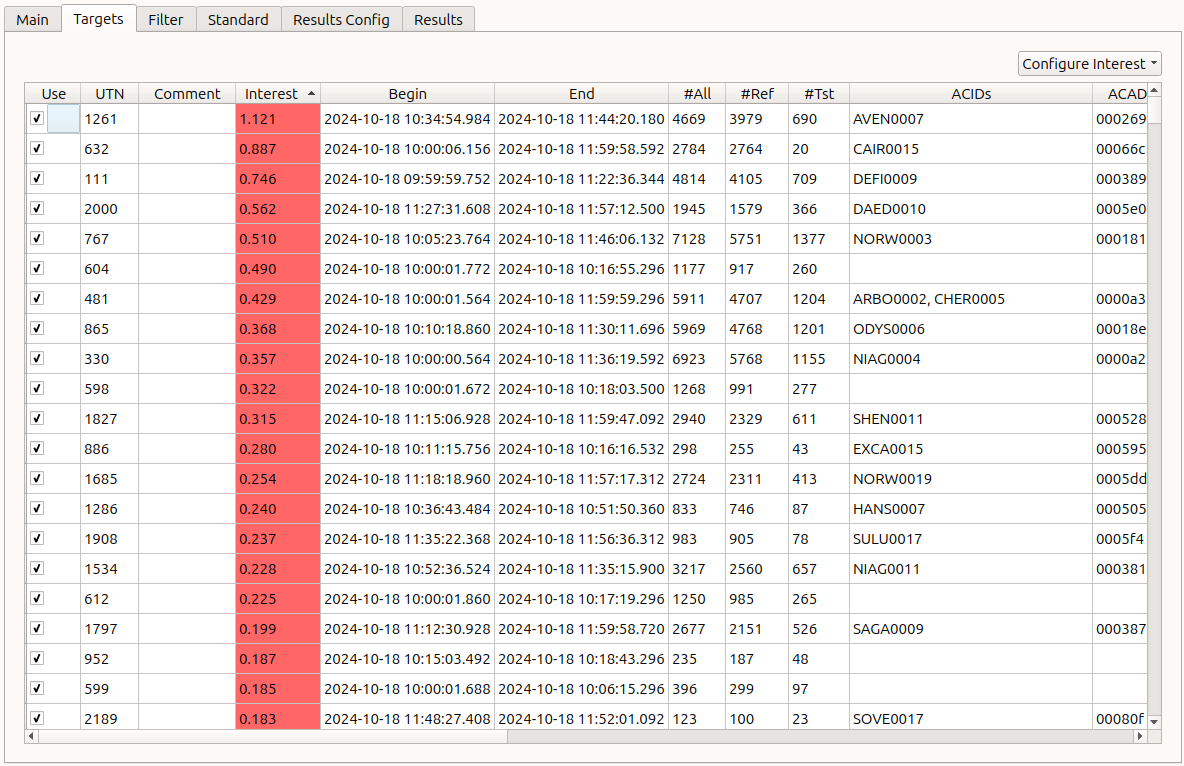 Main Targets Filter Standard Results Config Results
Configure Interest
Use UTN Comment Interest Begin End #All #Ref #Tst ACIDs ACAD
1261 1.121 2024-10-18 10:34:54.984 2024-10-18 11:44:20.180 4669 3979 690 AVEN0007 000269
632 0.887 2024-10-18 10:00:06.156 2024-10-18 11:59:58.592 2784 2764 20 CAIR0015 00066c
111 0.746 2024-10-18 09:59:59.752 2024-10-18 11:22:36.344 4814 4105 709 DEFI0009 000389
2000 0.562 2024-10-18 11:27:31.608 2024-10-18 11:57:12.500 1945 1579 366 DAED0010 0005e0
767 0.510 2024-10-18 10:05:23.764 2024-10-18 11:46:06.132 7128 5751 1377 NORW0003 000181
604 0.490 2024-10-18 10:00:01.772 2024-10-18 10:16:55.296 1177 917 260
481 0.429 2024-10-18 10:00:01.564 2024-10-18 11:59:59.296 5911 4707 1204 ARBO0002, CHER0005 0000a3
865 0.368 2024-10-18 10:10:18.860 2024-10-18 11:30:11.696 5969 4768 1201 ODYS0006 00018e
330 0.357 2024-10-18 10:00:00.564 2024-10-18 11:36:19.592 6923 5768 1155 NIAG0004 0000a2
598 0.322 2024-10-18 10:00:01.672 2024-10-18 10:18:03.500 1268 991 277
1827 0.315 2024-10-18 11:15:06.928 2024-10-18 11:59:47.092 2940 2329 611 SHEN0011 000528
886 0.280 2024-10-18 10:11:15.756 2024-10-18 10:16:16.532 298 255 43 EXCA0015 000595
1685 0.254 2024-10-18 11:18:18.960 2024-10-18 11:57:17.312 2724 2311 413 NORW0019 0005dd
1286 0.240 2024-10-18 10:36:43.484 2024-10-18 10:51:50.360 833 746 87 HANS0007 000505
1908 0.237 2024-10-18 11:35:22.368 2024-10-18 11:56:36.312 983 905 78 SULU0017 0005f4
1534 0.228 2024-10-18 10:52:36.524 2024-10-18 11:35:15.900 3217 2560 657 NIAG0011 000381
612 0.225 2024-10-18 10:00:01.860 2024-10-18 10:17:19.296 1250 985 265
1797 0.199 2024-10-18 11:12:30.928 2024-10-18 11:59:58.720 2677 2151 526 SAGA0009 000387
952 0.187 2024-10-18 10:15:03.492 2024-10-18 10:18:43.296 235 187 48
599 0.185 2024-10-18 10:00:01.688 2024-10-18 10:06:15.296 396 299 97
2189 0.183 2024-10-18 11:48:27.408 2024-10-18 11:52:01.092 123 100 23 SOVE0017 00080f